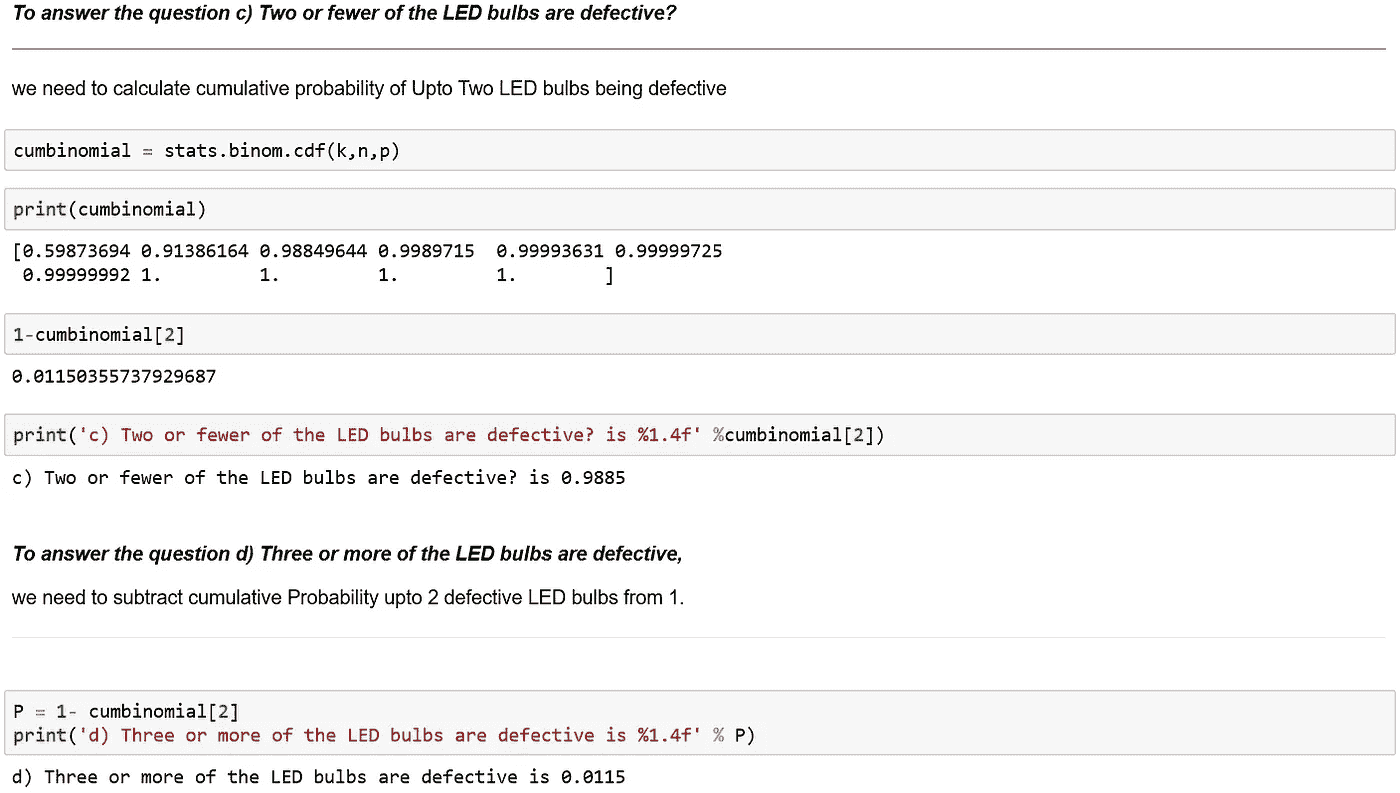 To answer the question c) Two or fewer of the LED bulbs are defective?
we need to calculate cumulative probability of Upto Two LED bulbs being defective
cumbinomial = stats.binom.cdf(k,n,p)
print(cumbinomial)
[0.59873694 0.91386164 0.98849644 0.9989715  0.99993631 0.99999725
 0.99999992 1.         1.         1.         1.        ]
1-cumbinomial[2]
0.01150355737929687
print('c) Two or fewer of the LED bulbs are defective? is %1.4f' %cumbinomial[2])
c) Two or fewer of the LED bulbs are defective? is 0.9885
To answer the question d) Three or more of the LED bulbs are defective,
we need to subtract cumulative Probability upto 2 defective LED bulbs from 1.
P = 1- cumbinomial[2]
print('d) Three or more of the LED bulbs are defective is %1.4f' % P)
d) Three or more of the LED bulbs are defective is 0.0115